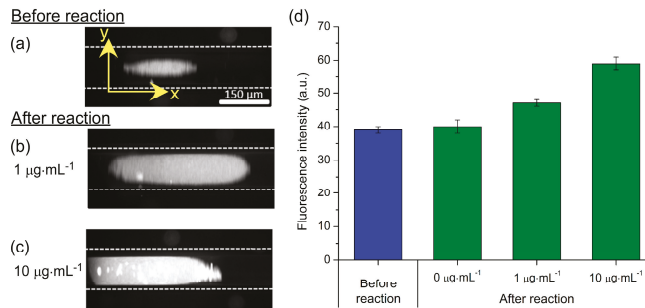 Before reaction
(a)
y
x
150 μm
After reaction
(b)
1 μg·mL⁻¹
(c)
10 μg·mL⁻¹
(d)
Fluorescence intensity (a.u.)
70
60
50
40
30
20
10
0
Before
reaction
0 μg·mL⁻¹
1 μg·mL⁻¹
10 μg·mL⁻¹
After reaction